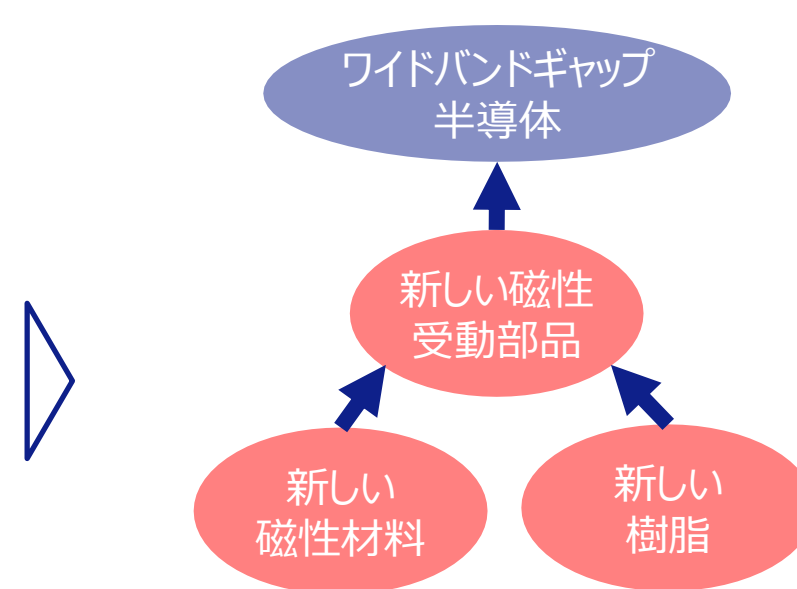 ワイドバンドギャップ
半導体
新しい磁性
受動部品
新しい
磁性材料
新しい
樹脂